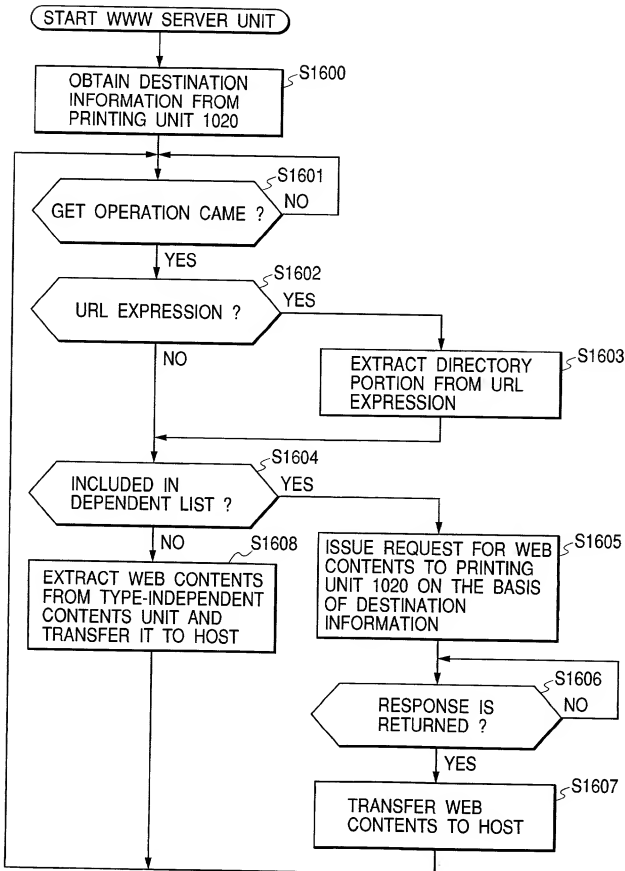 START WWW SERVER UNIT
S1600
OBTAIN DESTINATION
INFORMATION FROM
PRINTING UNIT 1020
S1601
GET OPERATION CAME ?
NO
YES
S1602
URL EXPRESSION ?
YES
NO
S1603
EXTRACT DIRECTORY
PORTION FROM URL
EXPRESSION
S1604
INCLUDED IN
DEPENDENT LIST ?
YES
NO
S1608
EXTRACT WEB CONTENTS
FROM TYPE-INDEPENDENT
CONTENTS UNIT AND
TRANSFER IT TO HOST
S1605
ISSUE REQUEST FOR WEB
CONTENTS TO PRINTING
UNIT 1020 ON THE BASIS
OF DESTINATION
INFORMATION
S1606
RESPONSE IS
RETURNED ?
NO
YES
S1607
TRANSFER WEB
CONTENTS TO HOST